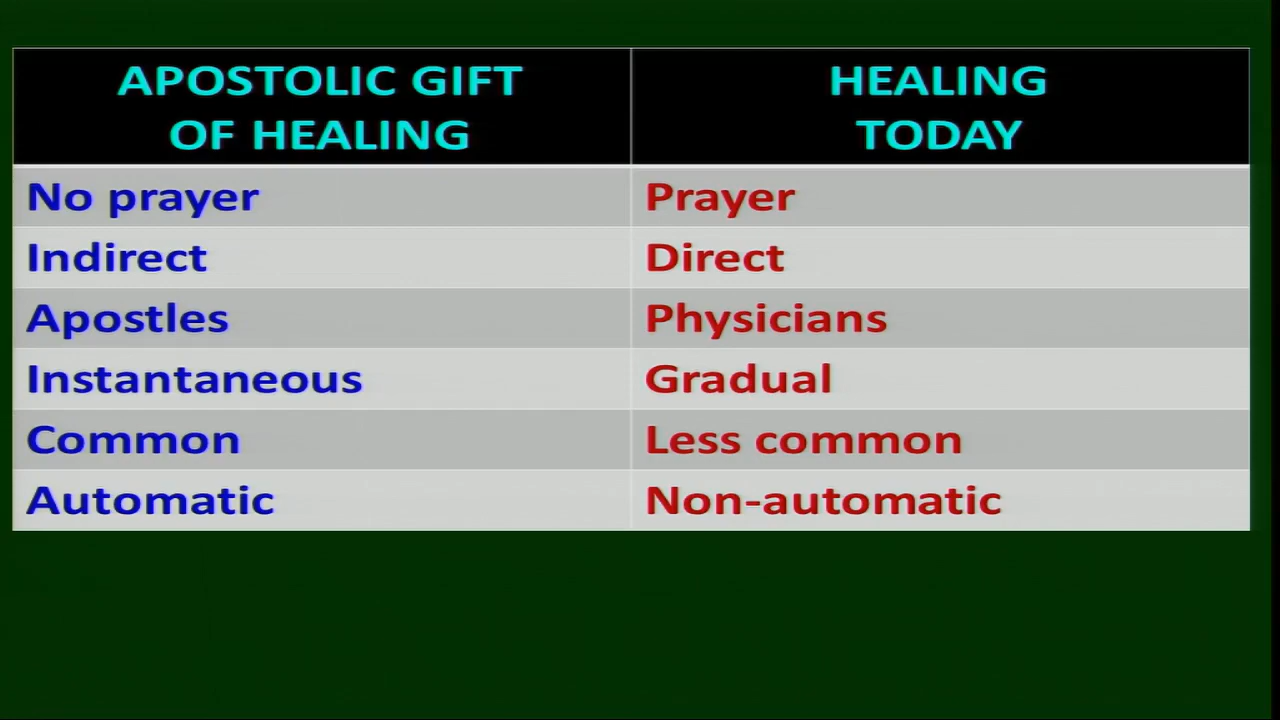 APOSTOLIC GIFT
OF HEALING
HEALING
TODAY
No prayer
Prayer
Indirect
Direct
Apostles
Physicians
Instantaneous
Gradual
Common
Less common
Automatic
Non-automatic